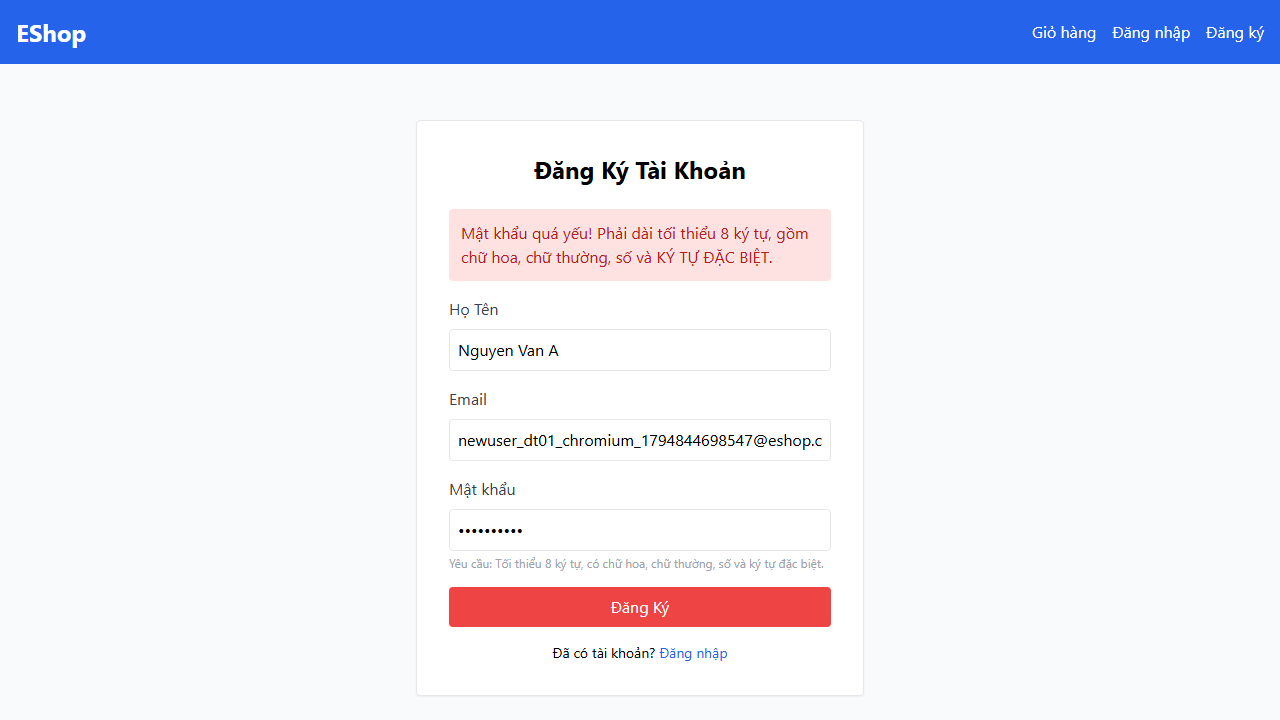 EShop
Giỏ hàng Đăng nhập Đăng ký
Đăng Ký Tài Khoản
Mật khẩu quá yếu! Phải dài tối thiểu 8 ký tự, gồm
chữ hoa, chữ thường, số và KÝ TỰ ĐẶC BIỆT.
Họ Tên
Nguyen Van A
Email
newuser_dt01_chromium_1794844698547@eshop.c
Mật khẩu
••••••••••
Yêu cầu: Tối thiểu 8 ký tự, có chữ hoa, chữ thường, số và ký tự đặc biệt.
Đăng Ký
Đã có tài khoản? Đăng nhập